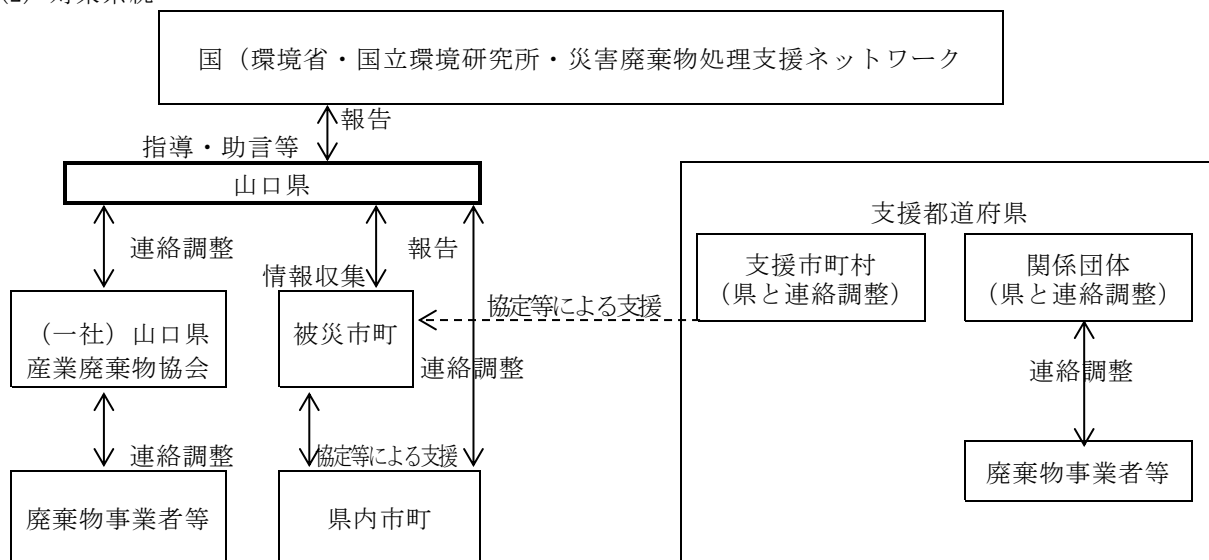 (2) 対策系統
国（環境省・国立環境研究所・災害廃棄物処理支援ネットワーク
報告
指導・助言等
山口県
支援都道府県
連絡調整
報告
情報収集
支援市町村
（県と連絡調整）
関係団体
（県と連絡調整）
協定等による支援
（一社）山口県
産業廃棄物協会
被災市町
連絡調整
連絡調整
連絡調整
協定等による支援
廃棄物事業者等
廃棄物事業者等
県内市町